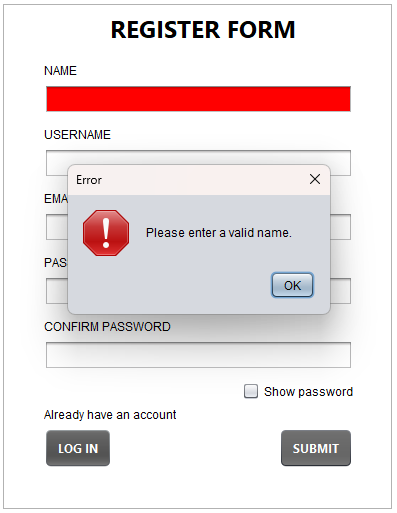 REGISTER FORM
NAME
USERNAME
Error
EMA
Please enter a valid name.
PAS
OK
CONFIRM PASSWORD
Show password
Already have an account
LOG IN
SUBMIT